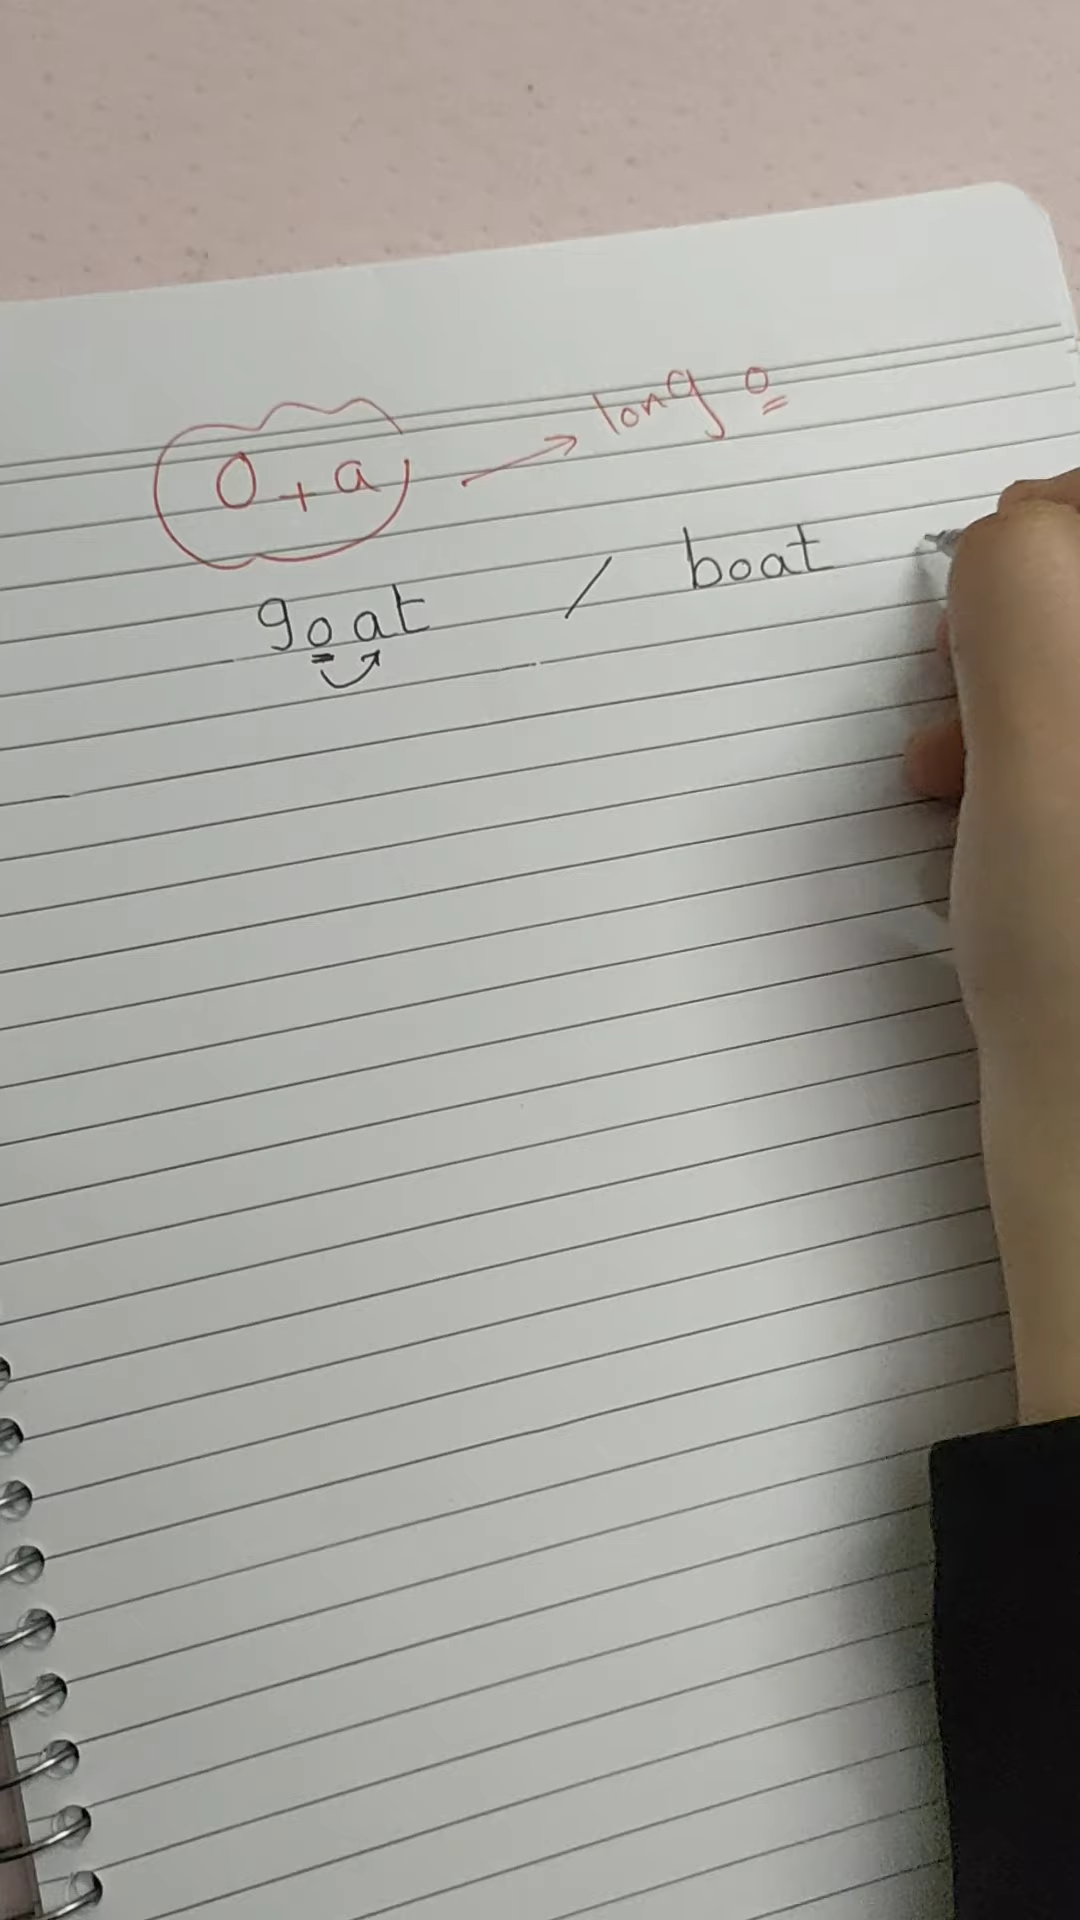 o + a → long o
goat / boat